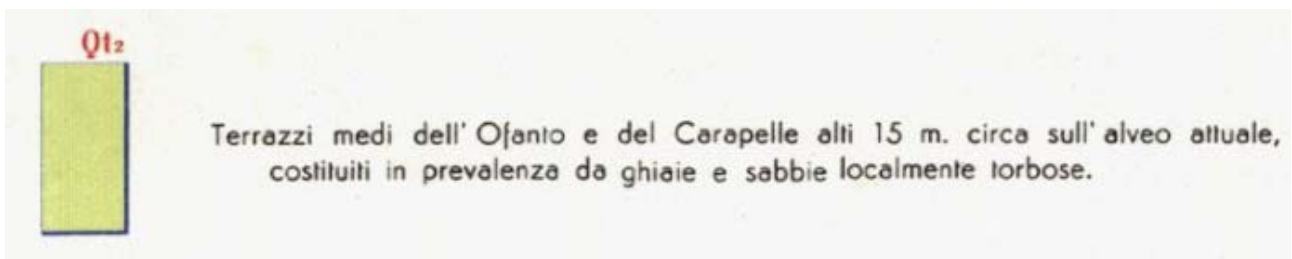 Qt₂
Terrazzi medi dell' Ofanto e del Carapelle alti 15 m. circa sull' alveo attuale,
costituiti in prevalenza da ghiaie e sabbie localmente torbose.